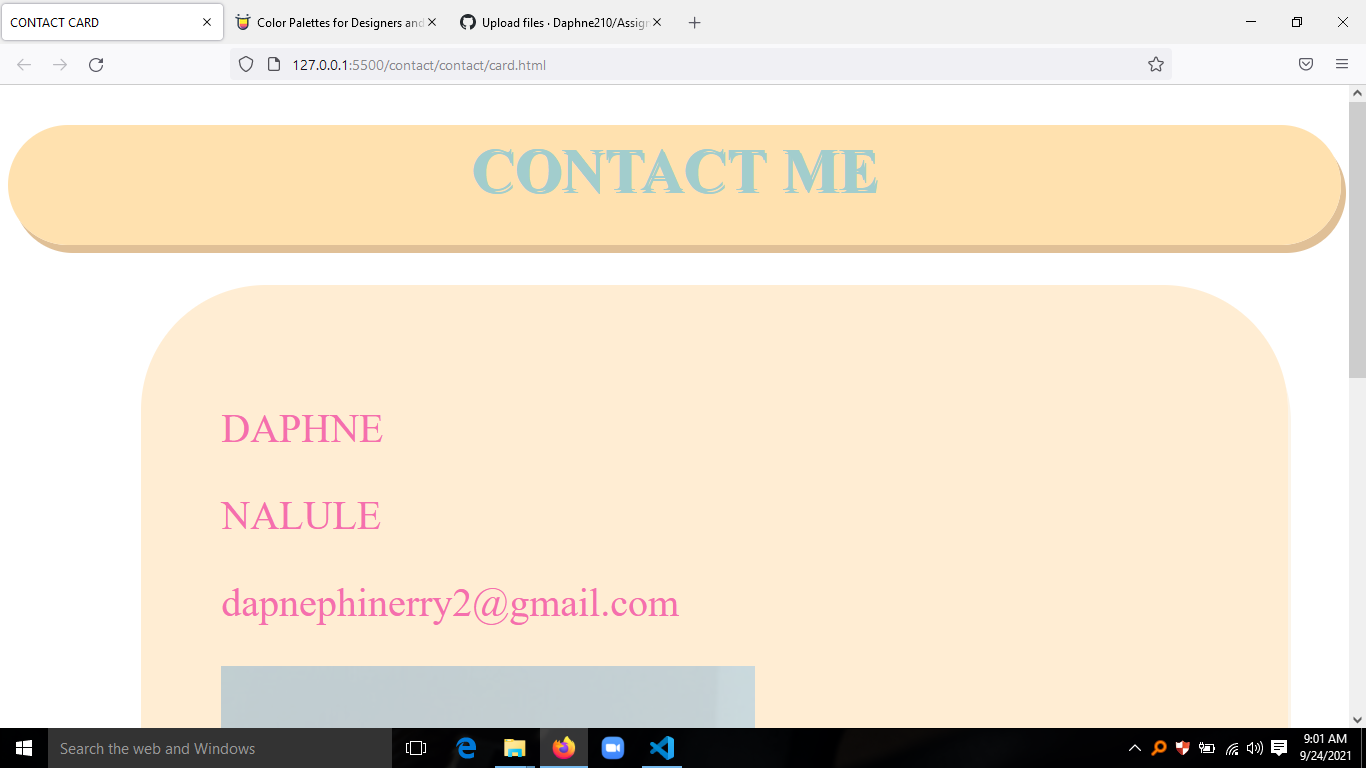 CONTACT CARD
Color Palettes for Designers and
Upload files · Daphne210/Assign
127.0.0.1:5500/contact/contact/card.html
CONTACT ME
DAPHNE
NALULE
dapnephinerry2@gmail.com
Search the web and Windows
9:01 AM
9/24/2021